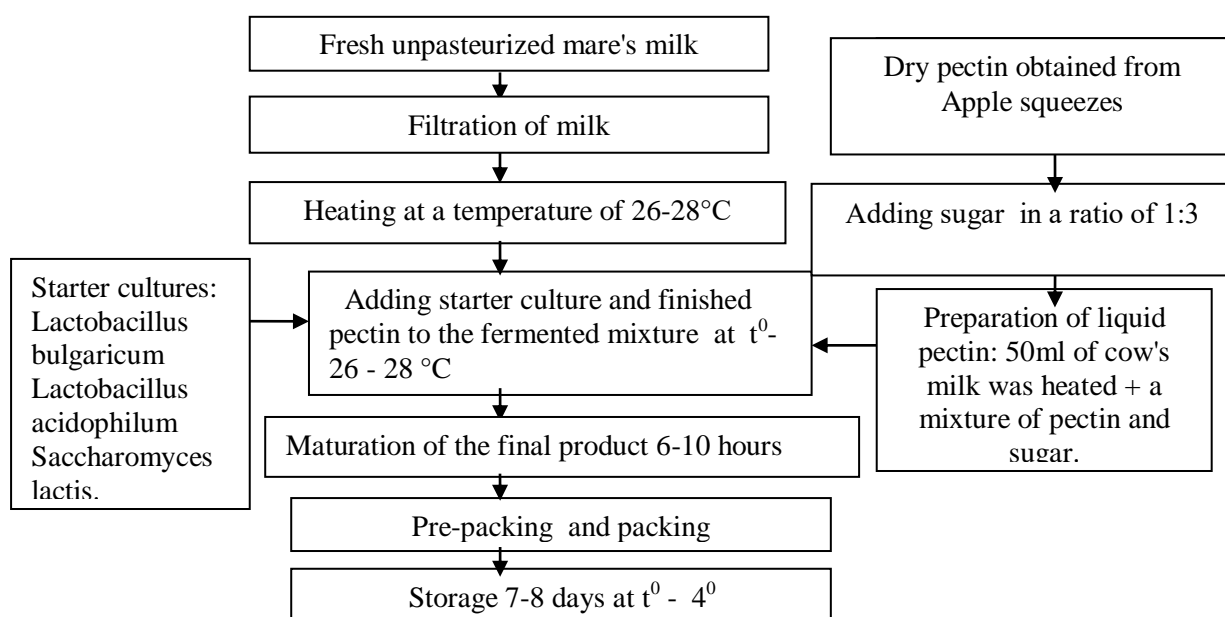 Fresh unpasteurized mare's milk
Filtration of milk
Heating at a temperature of 26-28°C
Dry pectin obtained from
Apple squeezes
Adding sugar in a ratio of 1:3
Starter cultures:
Lactobacillus
bulgaricum
Lactobacillus
acidophilum
Saccharomyces
lactis.
Adding starter culture and finished
pectin to the fermented mixture at t⁰-
26 - 28 °C
Preparation of liquid
pectin: 50ml of cow's
milk was heated + a
mixture of pectin and
sugar.
Maturation of the final product 6-10 hours
Pre-packing and packing
Storage 7-8 days at t⁰ - 4⁰